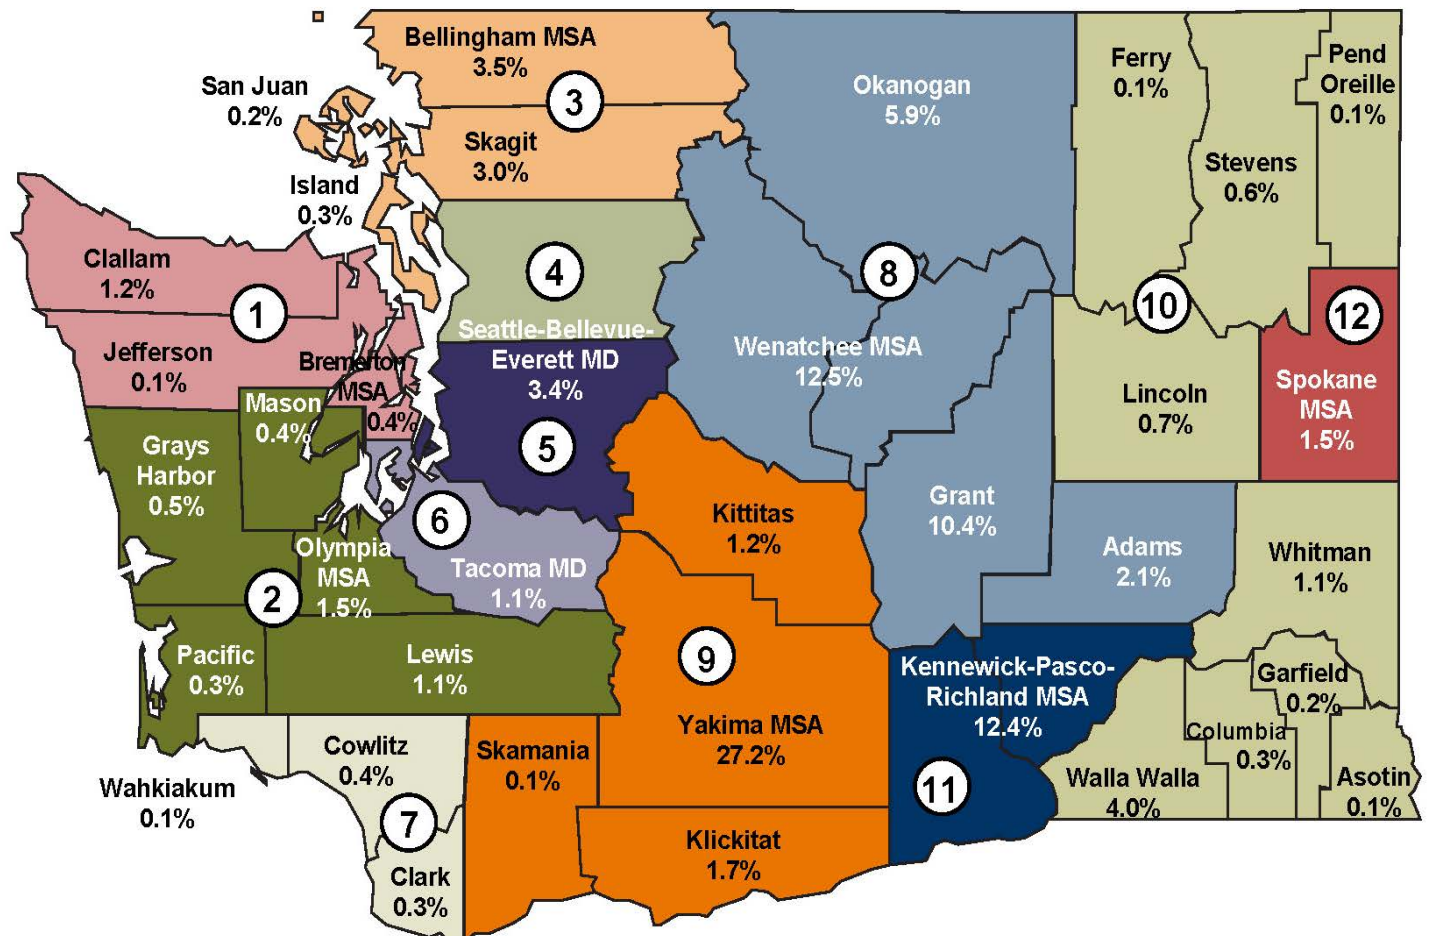 Bellingham MSA
3.5%
3
San Juan
0.2%
Skagit
3.0%
Island
0.3%
Okanogan
5.9%
Ferry
0.1%
Pend
Oreille
0.1%
Stevens
0.6%
Clallam
1.2%
1
4
8
10
12
Jefferson
0.1%
Bremerton
MSA
0.4%
Seattle-Bellevue-
Everett MD
3.4%
5
Wenatchee MSA
12.5%
Lincoln
0.7%
Spokane
MSA
1.5%
Mason
0.4%
Grays
Harbor
0.5%
6
Kittitas
1.2%
Grant
10.4%
Adams
2.1%
Whitman
1.1%
Olympia
MSA
1.5%
2
Tacoma MD
1.1%
Pacific
0.3%
Lewis
1.1%
9
Yakima MSA
27.2%
Kennewick-Pasco-
Richland MSA
12.4%
11
Garfield
0.2%
Columbia
0.3%
Walla Walla
4.0%
Asotin
0.1%
Wahkiakum
0.1%
Cowlitz
0.4%
7
Clark
0.3%
Skamania
0.1%
Klickitat
1.7%